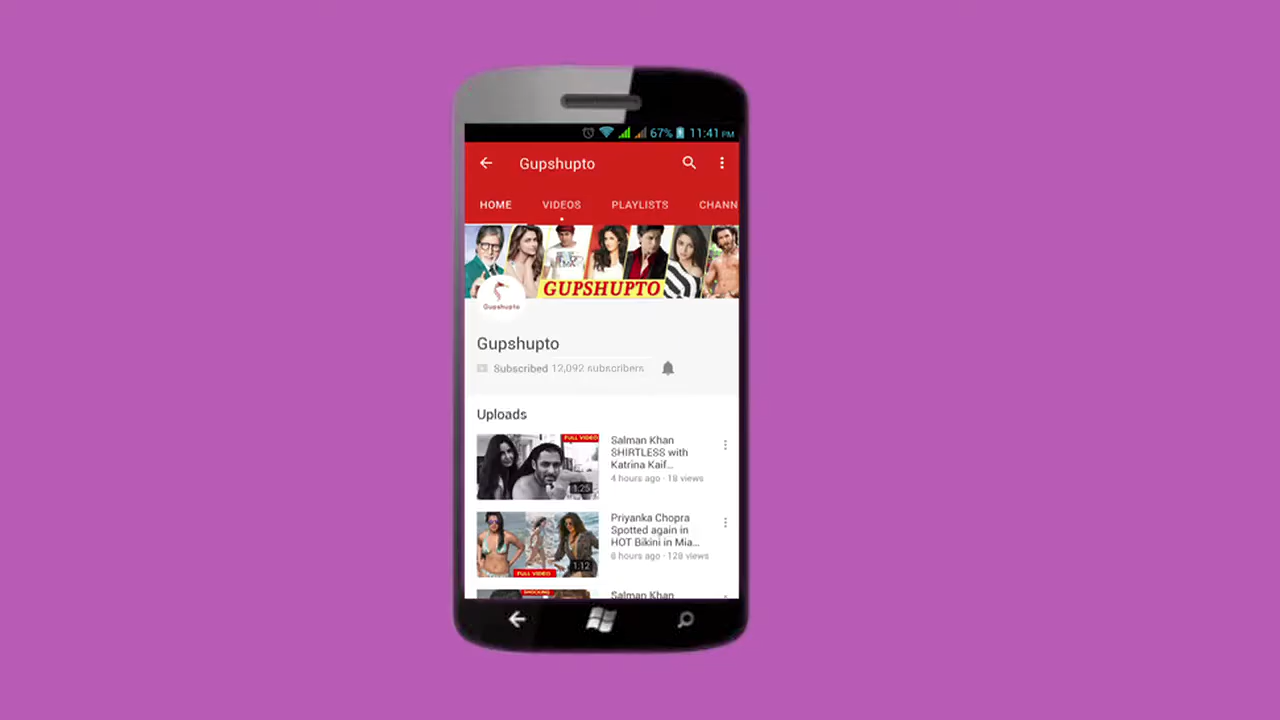 67% 11:41 PM
Gupshupto
HOME VIDEOS PLAYLISTS CHANN
GUPSHUPTO
Gupshupto
Gupshupto
Subscribed 12,092 subscribers
Uploads
FULL VIDEO
Salman Khan
SHIRTLESS with
Katrina Kaif...
4 hours ago · 18 views
1:25
Priyanka Chopra
Spotted again in
HOT Bikini in Mia...
8 hours ago · 128 views
1:12
FULL VIDEO
SHOCKING
Salman Khan